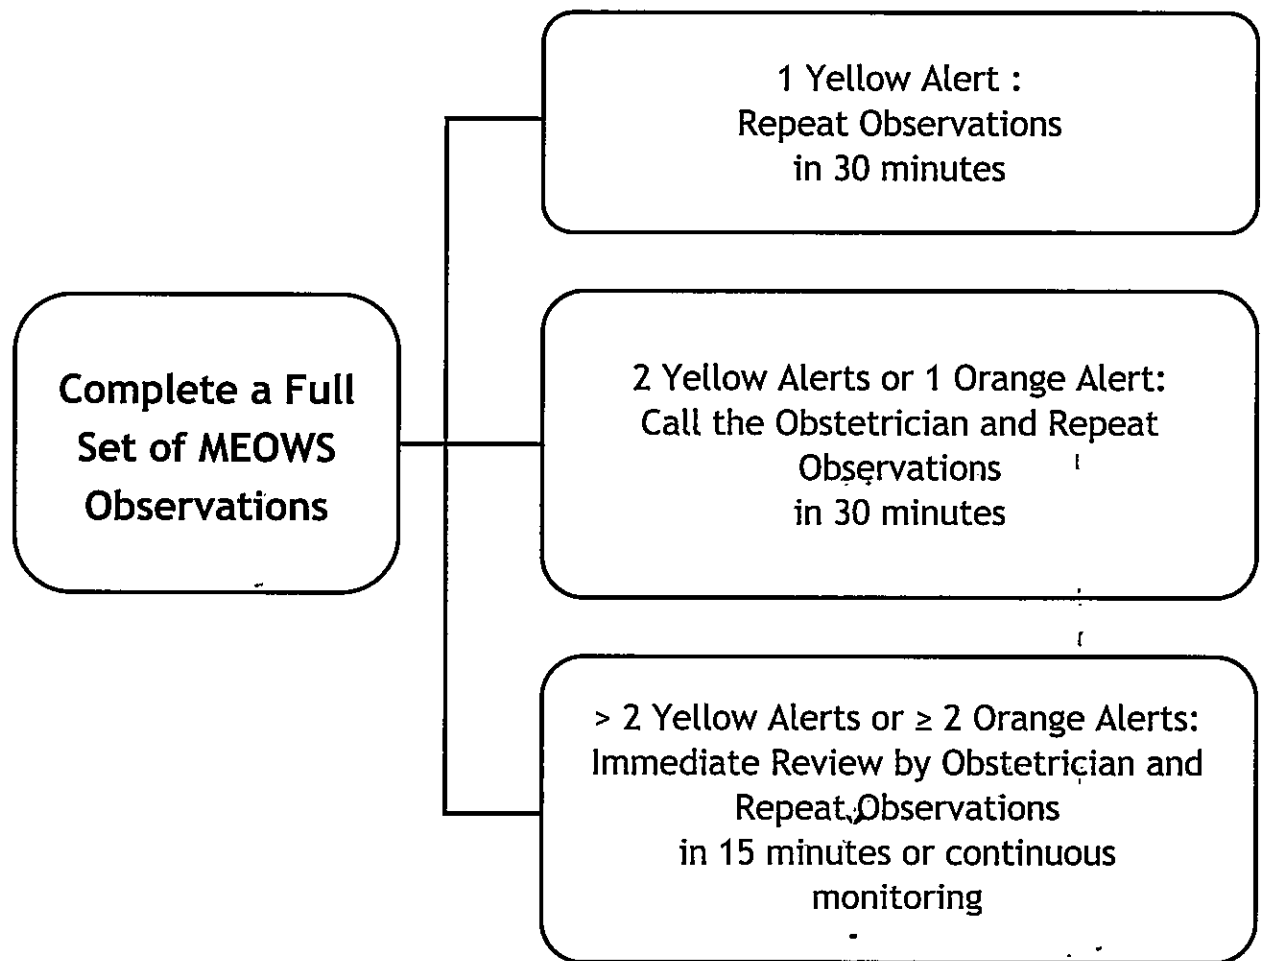 1 Yellow Alert :
Repeat Observations
in 30 minutes
Complete a Full
Set of MEOWS
Observations
2 Yellow Alerts or 1 Orange Alert:
Call the Obstetrician and Repeat
Observations
in 30 minutes
> 2 Yellow Alerts or ≥ 2 Orange Alerts:
Immediate Review by Obstetrician and
Repeat Observations
in 15 minutes or continuous
monitoring